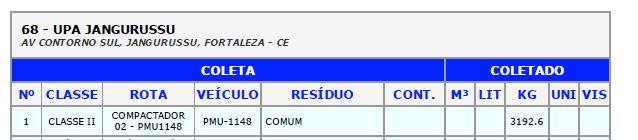 68 - UPA JANGURUSSU
AV CONTORNO SUL, JANGURUSSU, FORTALEZA - CE
COLETA COLETADO
Nº CLASSE ROTA VEÍCULO RESÍDUO CONT. M³ LIT KG UNI VIS
1 CLASSE II COMPACTADOR 02 - PMU1148 PMU-1148 COMUM 3192.6